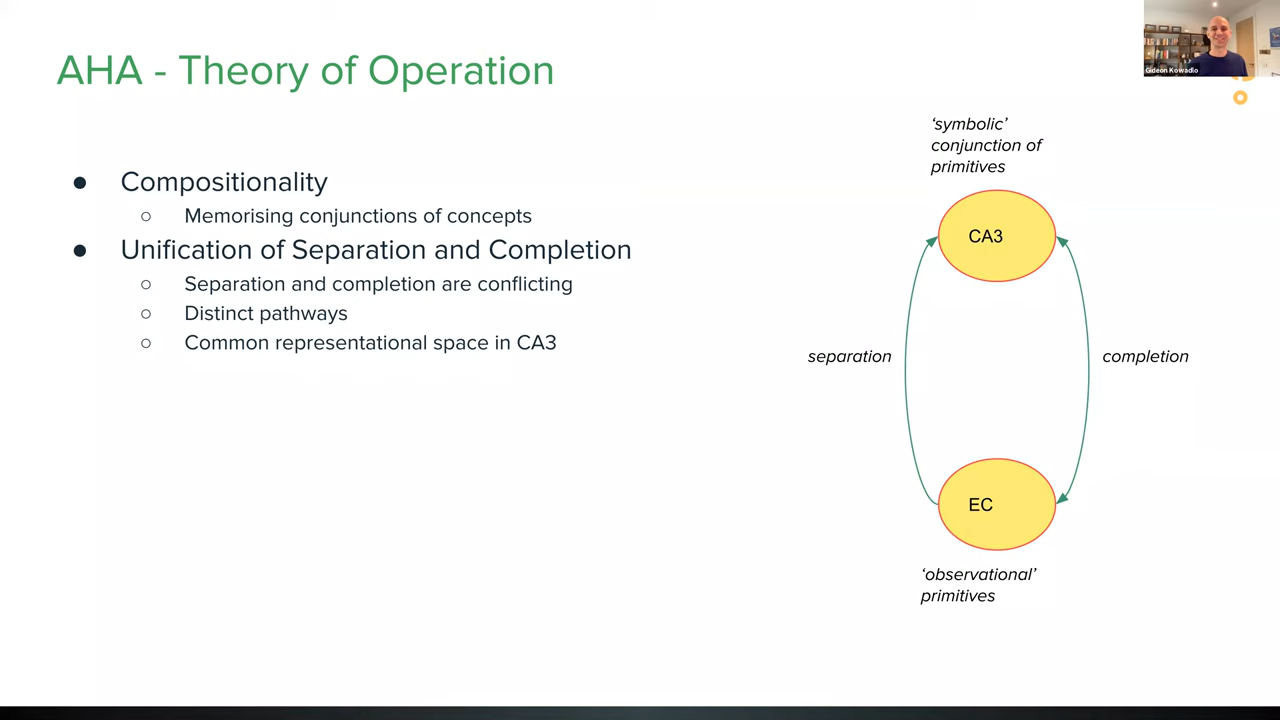 AHA - Theory of Operation
Gideon Kowadlo
● Compositionality
○ Memorising conjunctions of concepts
● Unification of Separation and Completion
○ Separation and completion are conflicting
○ Distinct pathways
○ Common representational space in CA3
‘symbolic’
conjunction of
primitives
CA3
separation
completion
EC
‘observational’
primitives